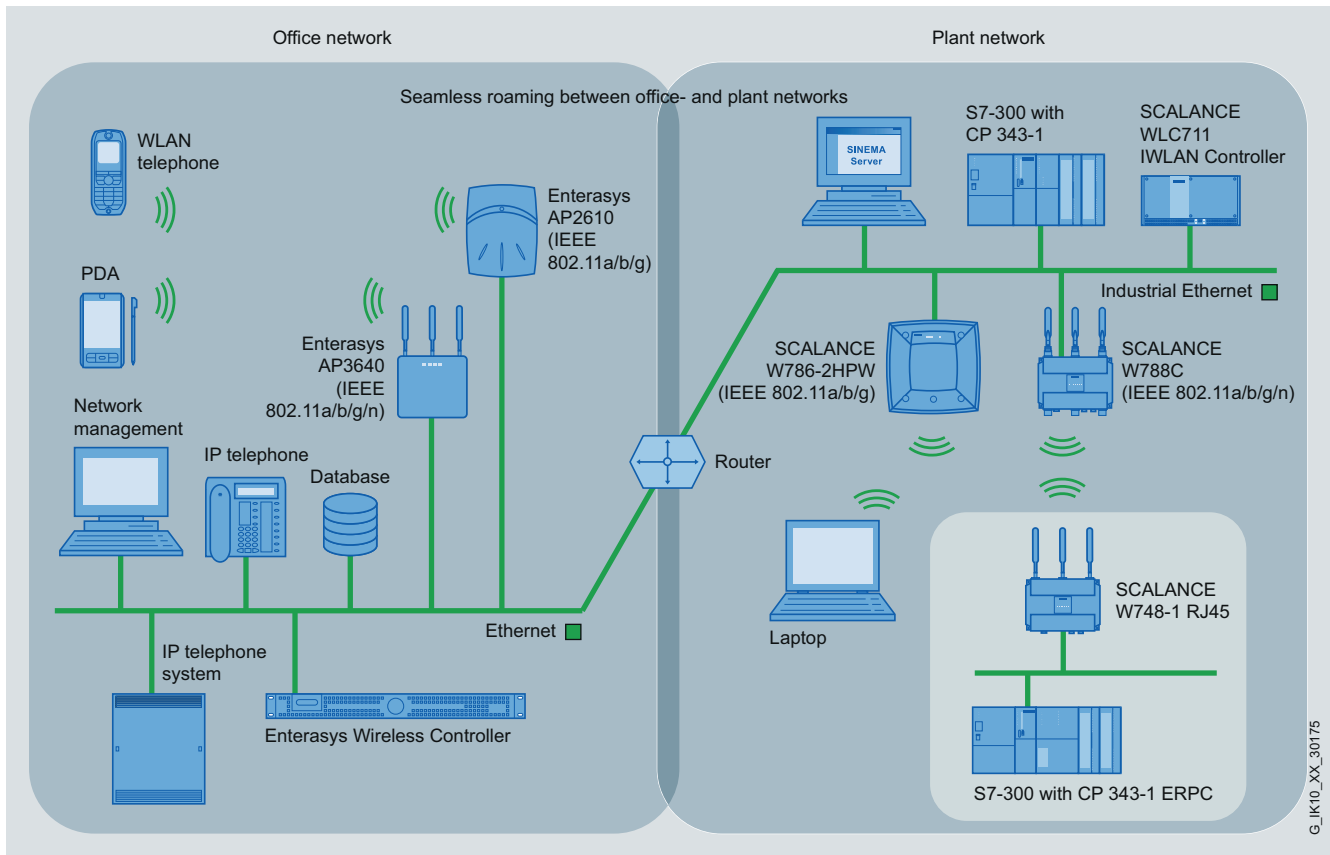 Office network
Plant network
Seamless roaming between office- and plant networks
WLAN
telephone
Enterasys
AP2610
(IEEE
802.11a/b/g)
PDA
Enterasys
AP3640
(IEEE
802.11a/b/g/n)
Network
management
IP telephone
Database
Ethernet
IP telephone
system
Enterasys Wireless Controller
Router
SINEMA
Server
S7-300 with
CP 343-1
SCALANCE
WLC711
IWLAN Controller
Industrial Ethernet
SCALANCE
W786-2HPW
(IEEE 802.11a/b/g)
SCALANCE
W788C
(IEEE 802.11a/b/g/n)
Laptop
SCALANCE
W748-1 RJ45
S7-300 with CP 343-1 ERPC
G_IK10_XX_30175